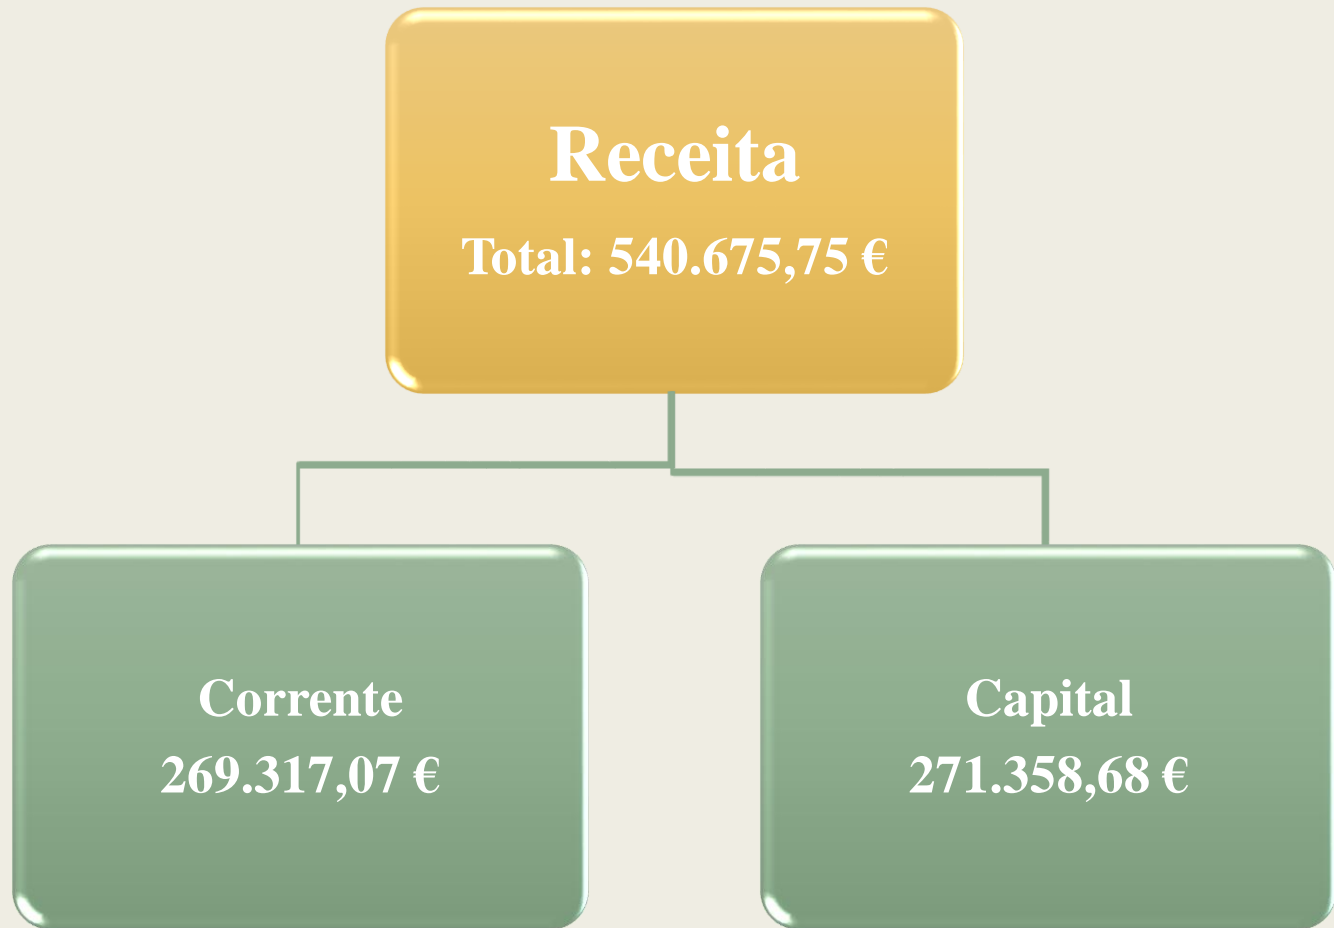 Receita
Total: 540.675,75 €
Corrente
269.317,07 €
Capital
271.358,68 €